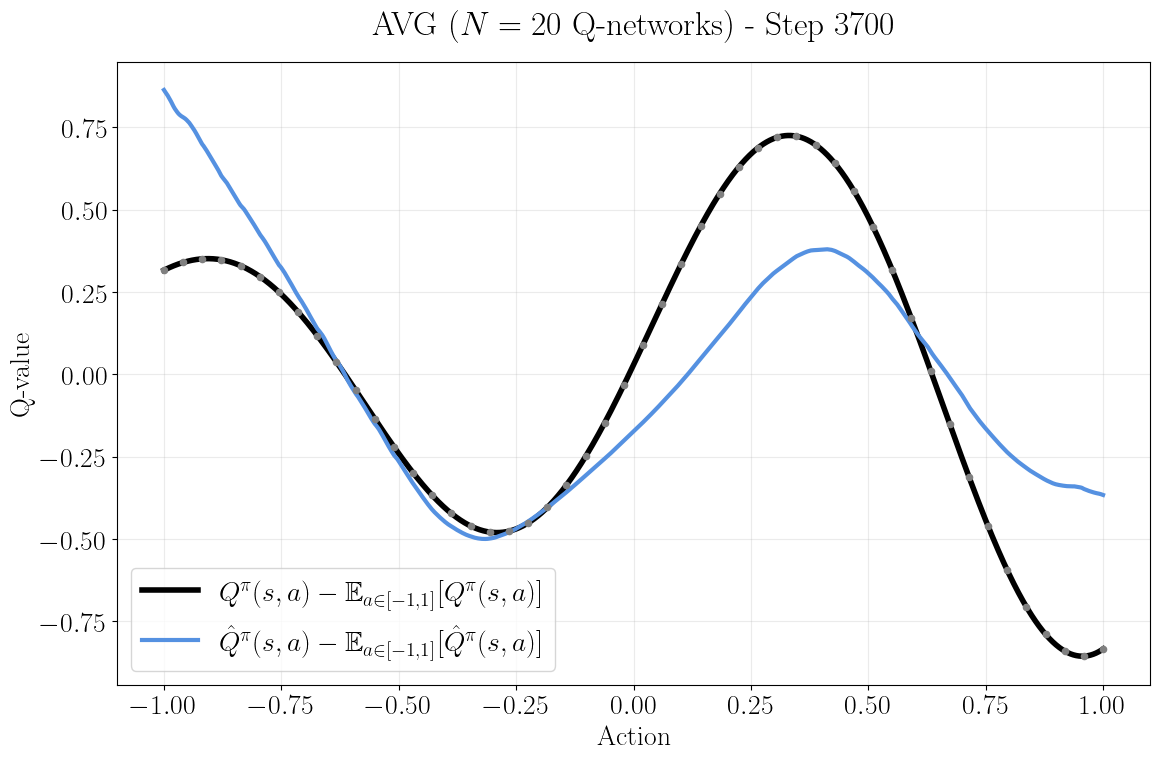 AVG (N = 20 Q-networks) - Step 3700
Q-value
0.75
0.50
0.25
0.00
−0.25
−0.50
−0.75
Q^π(s, a) − 𝔼_{a∈[−1,1]}[Q^π(s, a)]
Q̂^π(s, a) − 𝔼_{a∈[−1,1]}[Q̂^π(s, a)]
−1.00 −0.75 −0.50 −0.25 0.00 0.25 0.50 0.75 1.00
Action